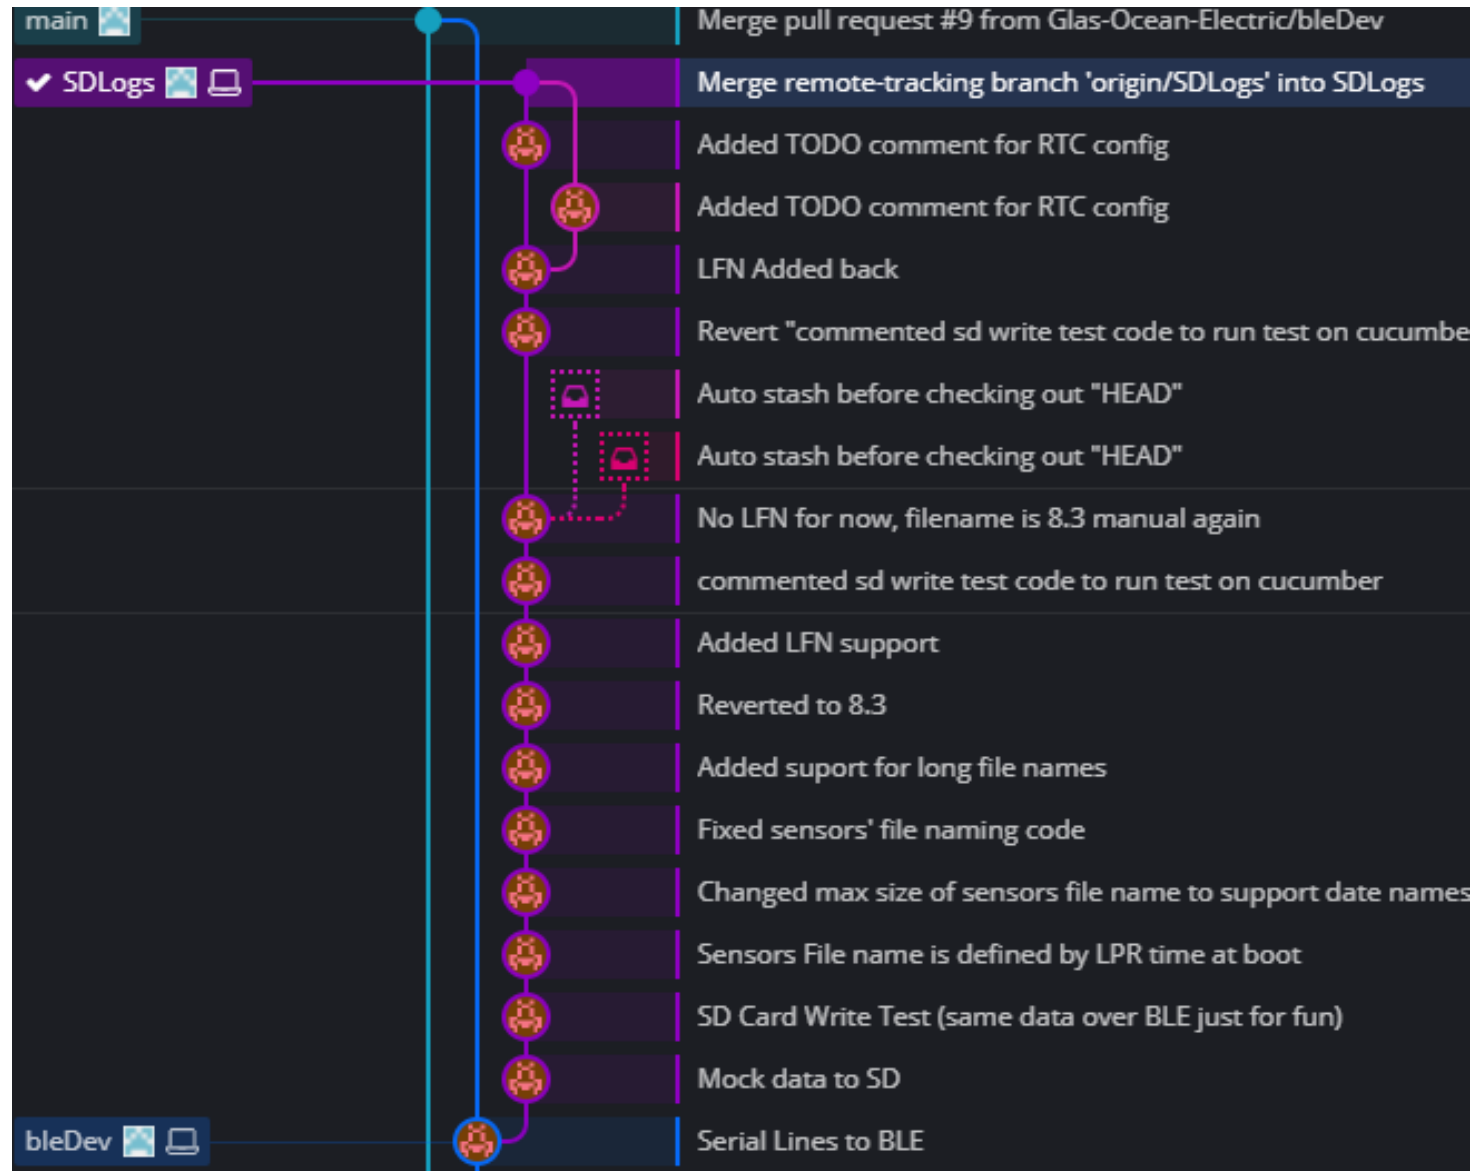 main
Merge pull request #9 from Glas-Ocean-Electric/bleDev
SDLogs
Merge remote-tracking branch 'origin/SDLogs' into SDLogs
Added TODO comment for RTC config
Added TODO comment for RTC config
LFN Added back
Revert "commented sd write test code to run test on cucumbe
Auto stash before checking out "HEAD"
Auto stash before checking out "HEAD"
No LFN for now, filename is 8.3 manual again
commented sd write test code to run test on cucumber
Added LFN support
Reverted to 8.3
Added suport for long file names
Fixed sensors' file naming code
Changed max size of sensors file name to support date names
Sensors File name is defined by LPR time at boot
SD Card Write Test (same data over BLE just for fun)
Mock data to SD
bleDev
Serial Lines to BLE